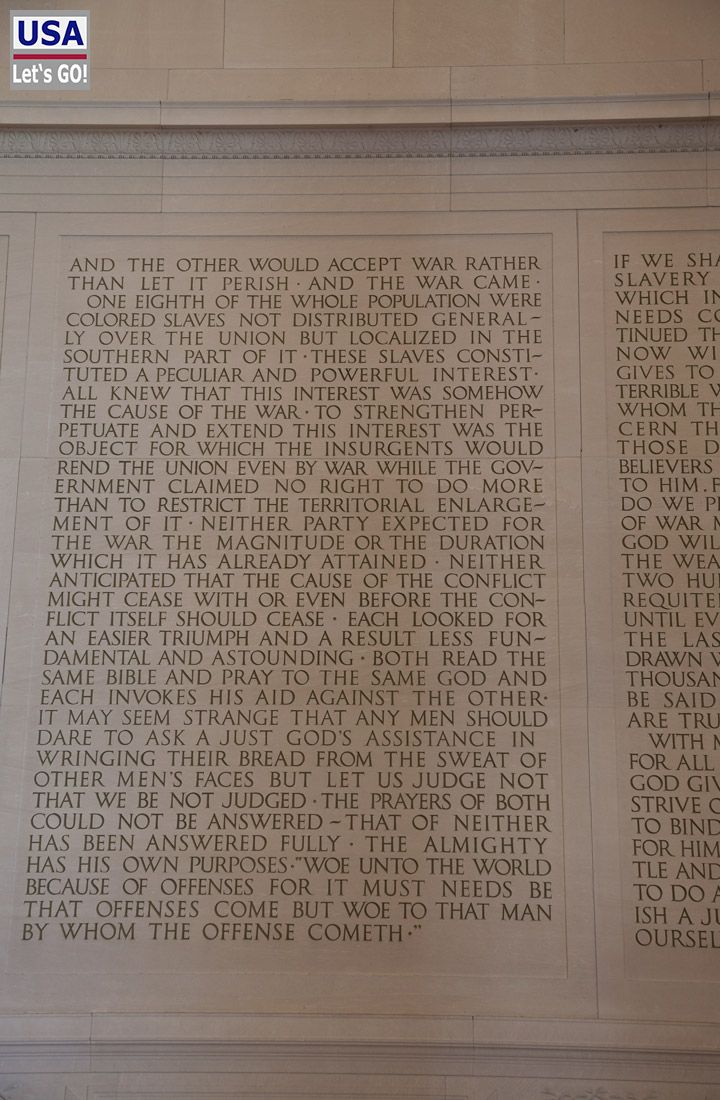 USA
Let's GO!
AND THE OTHER WOULD ACCEPT WAR RATHER
THAN LET IT PERISH · AND THE WAR CAME ·
ONE EIGHTH OF THE WHOLE POPULATION WERE
COLORED SLAVES NOT DISTRIBUTED GENERAL~
LY OVER THE UNION BUT LOCALIZED IN THE
SOUTHERN PART OF IT · THESE SLAVES CONSTI~
TUTED A PECULIAR AND POWERFUL INTEREST ·
ALL KNEW THAT THIS INTEREST WAS SOMEHOW
THE CAUSE OF THE WAR · TO STRENGTHEN PER~
PETUATE AND EXTEND THIS INTEREST WAS THE
OBJECT FOR WHICH THE INSURGENTS WOULD
REND THE UNION EVEN BY WAR WHILE THE GOV~
ERNMENT CLAIMED NO RIGHT TO DO MORE
THAN TO RESTRICT THE TERRITORIAL ENLARGE~
MENT OF IT · NEITHER PARTY EXPECTED FOR
THE WAR THE MAGNITUDE OR THE DURATION
WHICH IT HAS ALREADY ATTAINED · NEITHER
ANTICIPATED THAT THE CAUSE OF THE CONFLICT
MIGHT CEASE WITH OR EVEN BEFORE THE CON~
FLICT ITSELF SHOULD CEASE · EACH LOOKED FOR
AN EASIER TRIUMPH AND A RESULT LESS FUN~
DAMENTAL AND ASTOUNDING · BOTH READ THE
SAME BIBLE AND PRAY TO THE SAME GOD AND
EACH INVOKES HIS AID AGAINST THE OTHER ·
IT MAY SEEM STRANGE THAT ANY MEN SHOULD
DARE TO ASK A JUST GOD'S ASSISTANCE IN
WRINGING THEIR BREAD FROM THE SWEAT OF
OTHER MEN'S FACES BUT LET US JUDGE NOT
THAT WE BE NOT JUDGED · THE PRAYERS OF BOTH
COULD NOT BE ANSWERED ~ THAT OF NEITHER
HAS BEEN ANSWERED FULLY · THE ALMIGHTY
HAS HIS OWN PURPOSES · "WOE UNTO THE WORLD
BECAUSE OF OFFENSES FOR IT MUST NEEDS BE
THAT OFFENSES COME BUT WOE TO THAT MAN
BY WHOM THE OFFENSE COMETH · "
IF WE
SLAVERY
WHICH
NEEDS
TINUED
NOW
GIVES TO
TERRIBLE
WHOM
CERN
THOSE
BELIEVERS
TO HIM ·
DO WE
OF WAR
GOD
THE
TWO
UNTIL
THE
DRAWN
BE SAID
ARE
WITH
FOR ALL
GOD
STRIVE
TO BIND
FOR HIM
TLE AND
TO DO
ISH A